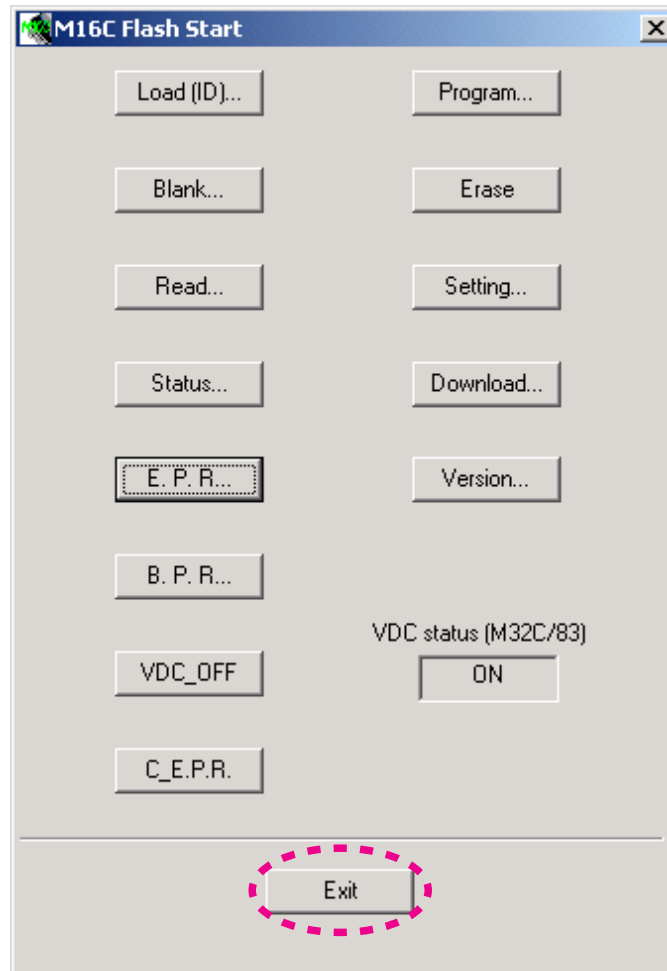 M16C Flash Start
Load (ID)... Program...
Blank... Erase
Read... Setting...
Status... Download...
E. P. R... Version...
B. P. R...
VDC status (M32C/83)
VDC_OFF ON
C_E.P.R.
Exit